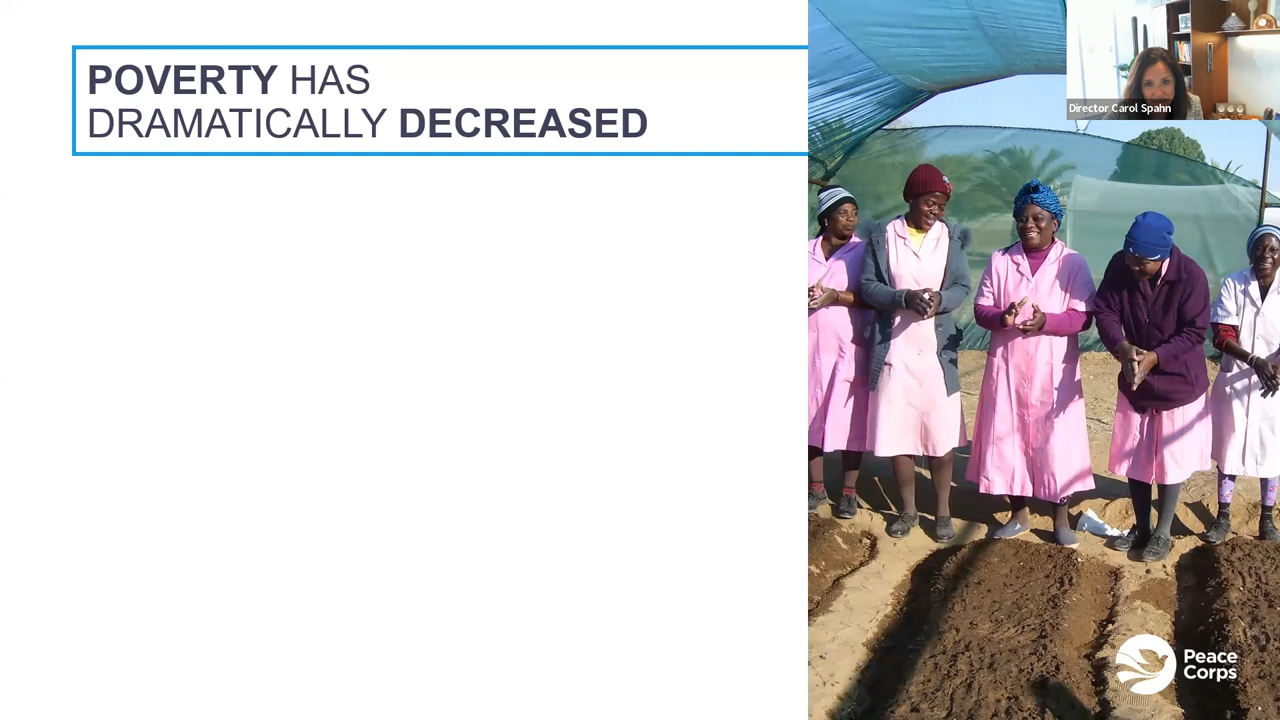 POVERTY HAS
DRAMATICALLY DECREASED
Director Carol Spahn
Peace
Corps